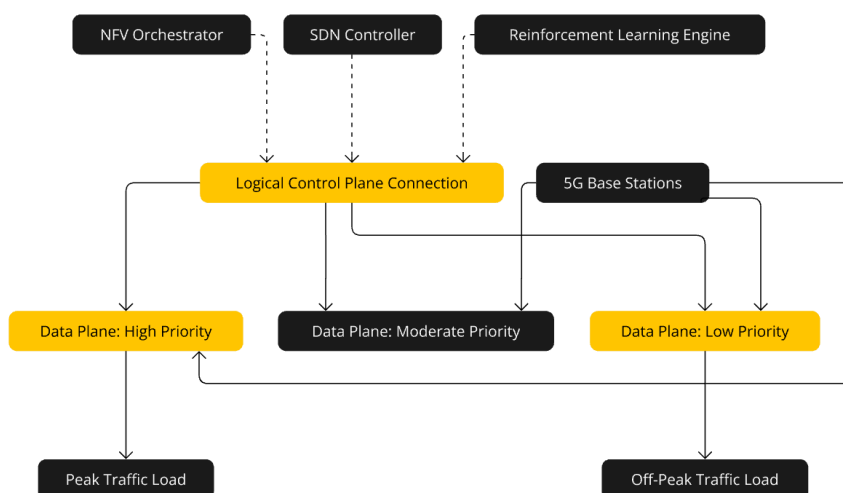 NFV Orchestrator
SDN Controller
Reinforcement Learning Engine
Logical Control Plane Connection
5G Base Stations
Data Plane: High Priority
Data Plane: Moderate Priority
Data Plane: Low Priority
Peak Traffic Load
Off-Peak Traffic Load